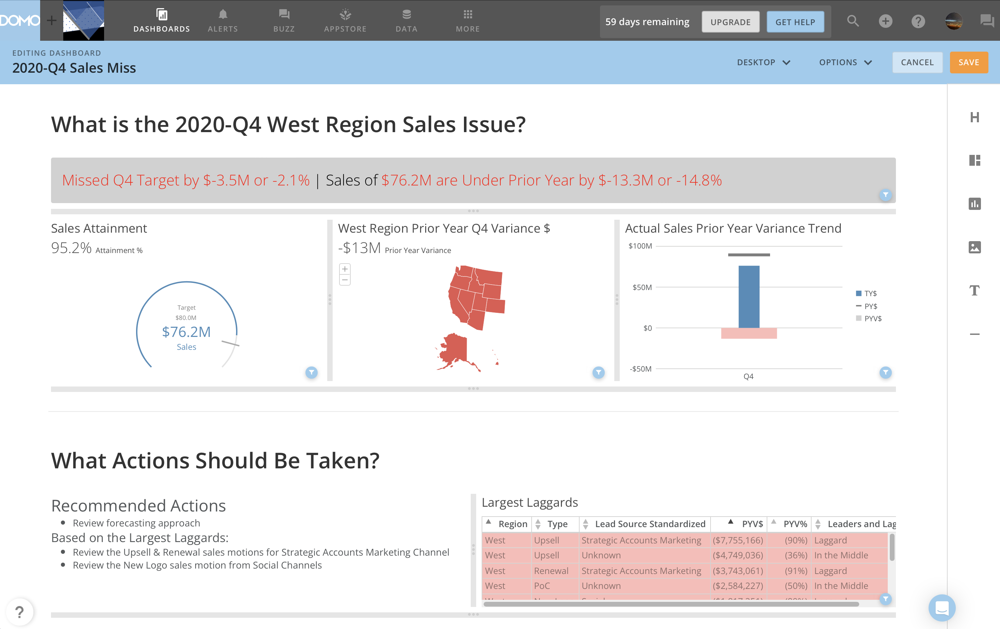 DOMO
DASHBOARDS
ALERTS
BUZZ
APPSTORE
DATA
MORE
59 days remaining
UPGRADE
GET HELP
EDITING DASHBOARD
2020-Q4 Sales Miss
DESKTOP
OPTIONS
CANCEL
SAVE
What is the 2020-Q4 West Region Sales Issue?
Missed Q4 Target by $-3.5M or -2.1% | Sales of $76.2M are Under Prior Year by $-13.3M or -14.8%
Sales Attainment
95.2% Attainment %
Target
$80.0M
$76.2M
Sales
West Region Prior Year Q4 Variance $
-$13M Prior Year Variance
+
−
Actual Sales Prior Year Variance Trend
$100M
$50M
$0
-$50M
Q4
TY$
PY$
PYV$
H
T
What Actions Should Be Taken?
Recommended Actions
• Review forecasting approach
Based on the Largest Laggards:
• Review the Upsell & Renewal sales motions for Strategic Accounts Marketing Channel
• Review the New Logo sales motion from Social Channels
Largest Laggards
Region Type Lead Source Standardized PYV$ PYV% Leaders and Lag
West Upsell Strategic Accounts Marketing ($7,755,166) (90%) Laggard
West Upsell Unknown ($4,749,036) (36%) In the Middle
West Renewal Strategic Accounts Marketing ($3,743,061) (91%) Laggard
West PoC Unknown ($2,584,227) (50%) In the Middle
?